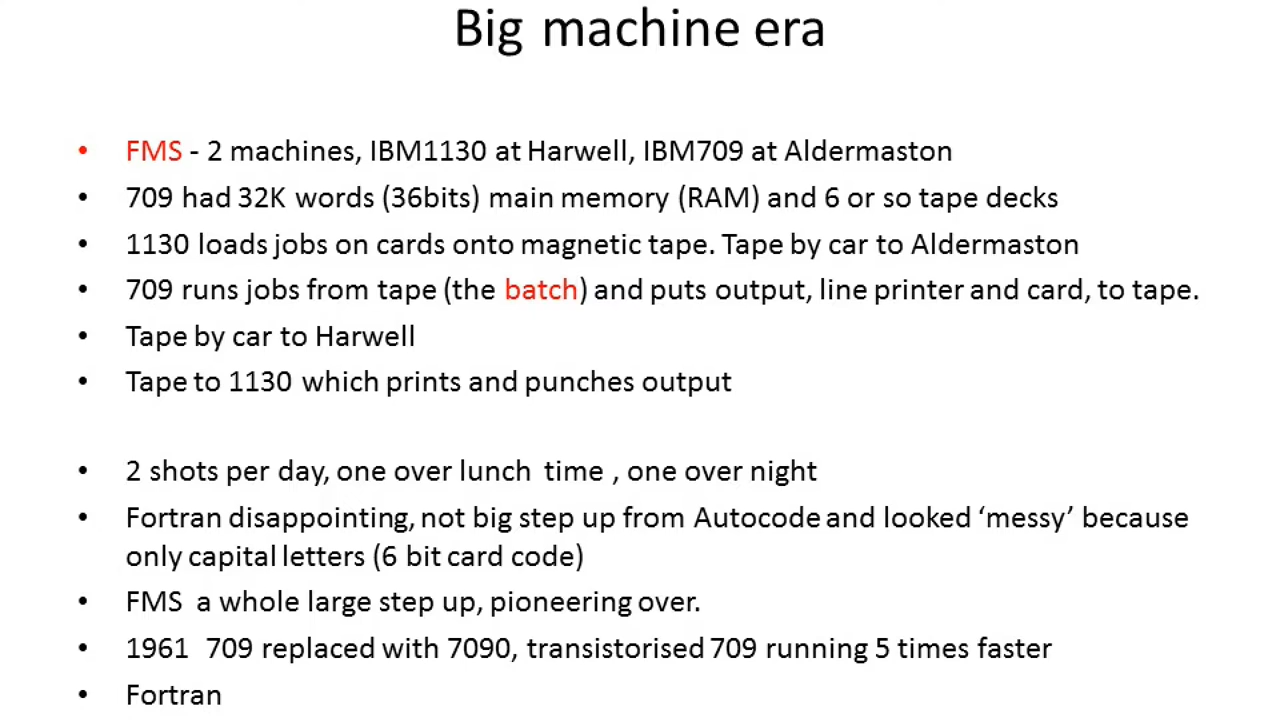 Big machine era
• FMS - 2 machines, IBM1130 at Harwell, IBM709 at Aldermaston
• 709 had 32K words (36bits) main memory (RAM) and 6 or so tape decks
• 1130 loads jobs on cards onto magnetic tape. Tape by car to Aldermaston
• 709 runs jobs from tape (the batch) and puts output, line printer and card, to tape.
• Tape by car to Harwell
• Tape to 1130 which prints and punches output
• 2 shots per day, one over lunch time , one over night
• Fortran disappointing, not big step up from Autocode and looked ‘messy’ because
only capital letters (6 bit card code)
• FMS a whole large step up, pioneering over.
• 1961 709 replaced with 7090, transistorised 709 running 5 times faster
• Fortran